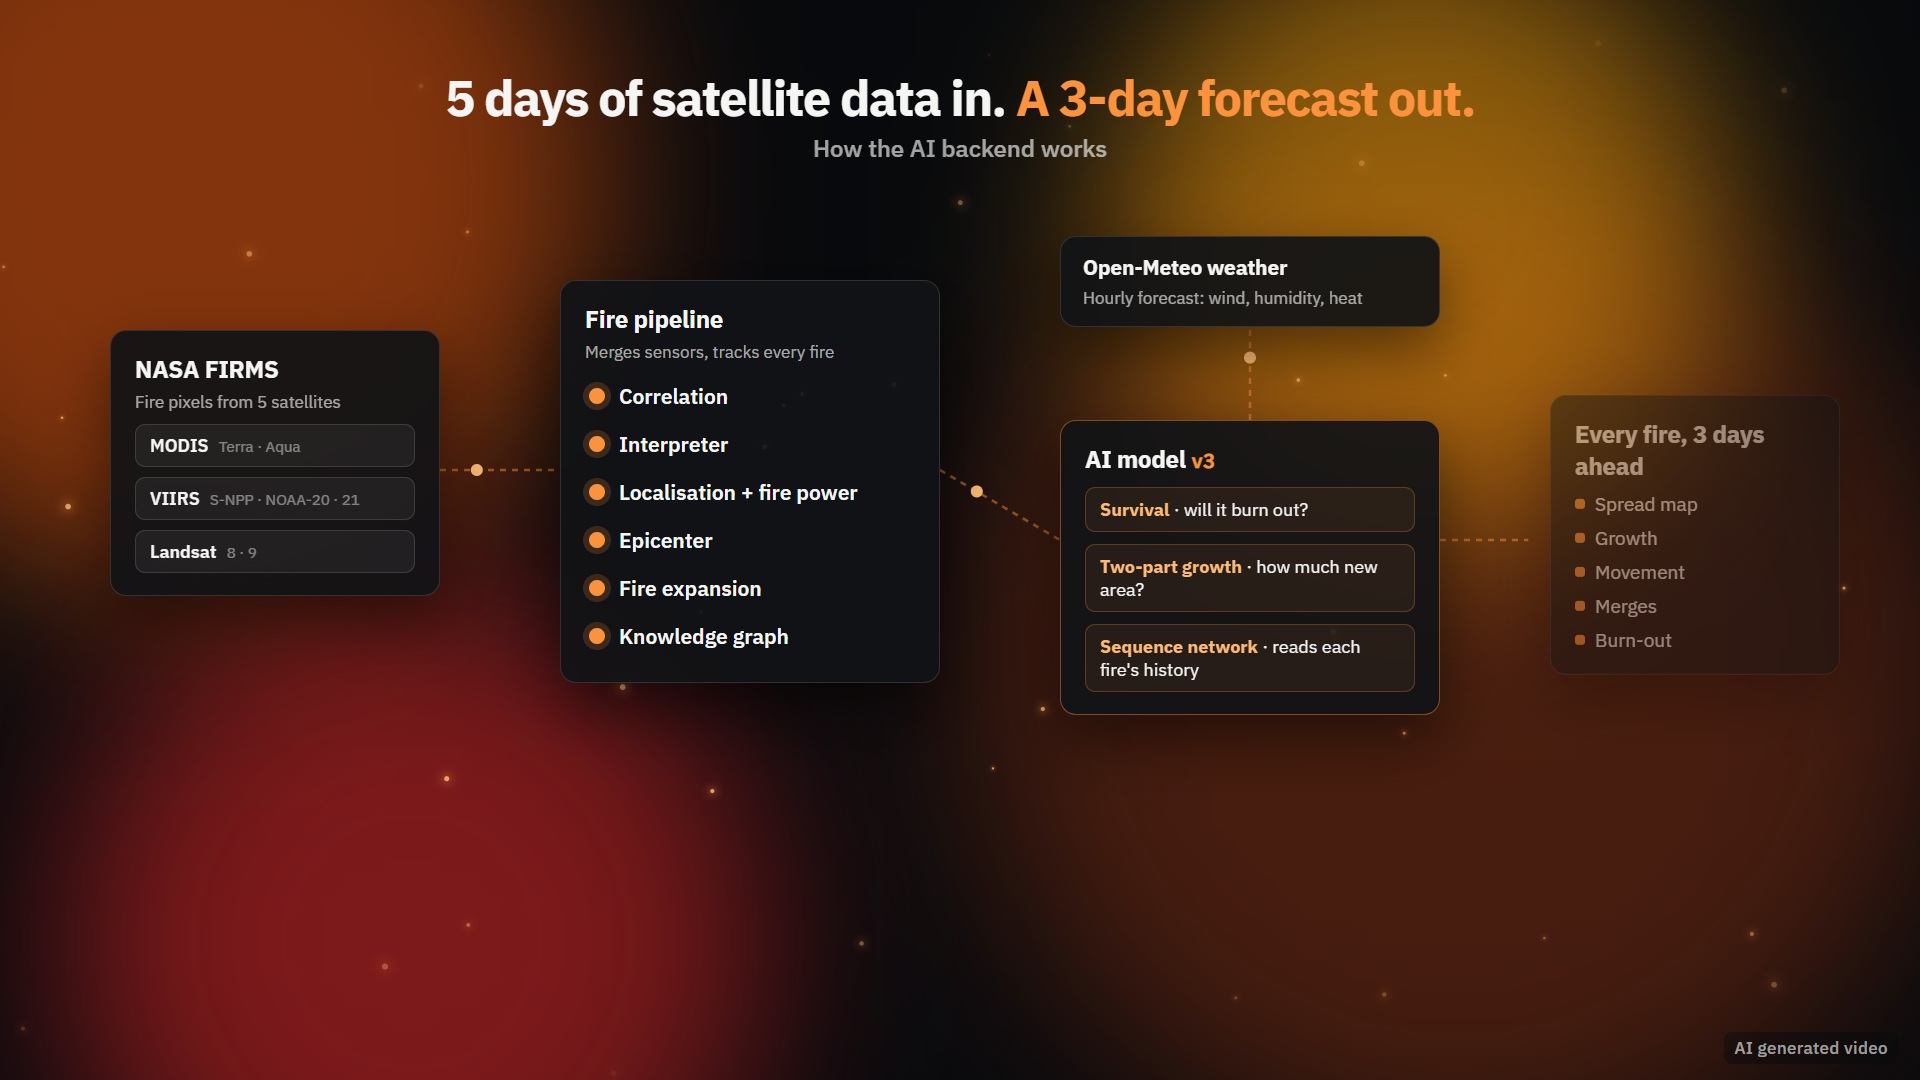 5 days of satellite data in. A 3-day forecast out.
How the AI backend works
NASA FIRMS
Fire pixels from 5 satellites
MODIS Terra · Aqua
VIIRS S-NPP · NOAA-20 · 21
Landsat 8 · 9
Fire pipeline
Merges sensors, tracks every fire
Correlation
Interpreter
Localisation + fire power
Epicenter
Fire expansion
Knowledge graph
Open-Meteo weather
Hourly forecast: wind, humidity, heat
AI model v3
Survival · will it burn out?
Two-part growth · how much new
area?
Sequence network · reads each
fire's history
Every fire, 3 days
ahead
Spread map
Growth
Movement
Merges
Burn-out
AI generated video